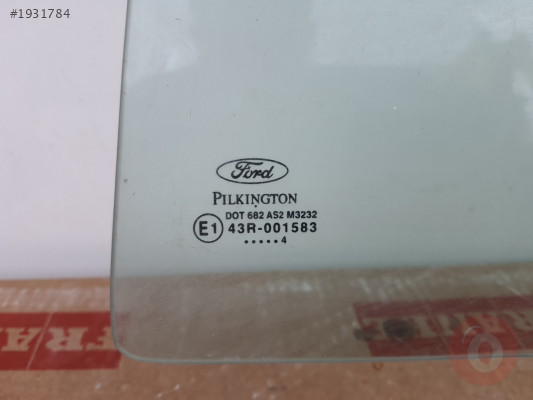 #1931784
Ford
PILKINGTON
DOT 682 AS2 M3232
E1 43R-001583
.....4